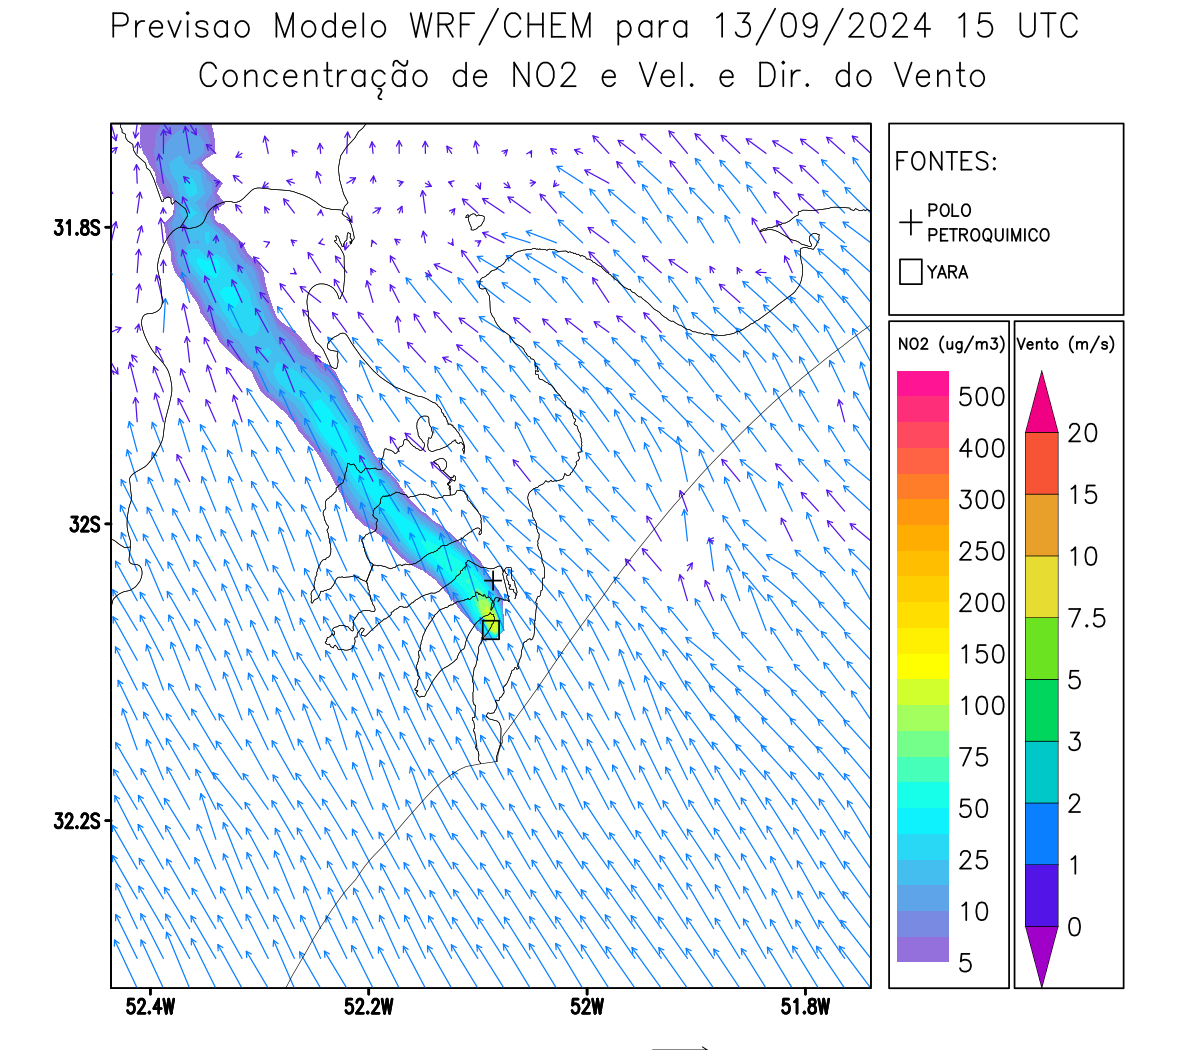 Previsao Modelo WRF/CHEM para 13/09/2024 15 UTC
Concentração de NO2 e Vel. e Dir. do Vento
FONTES:
POLO
PETROQUIMICO
YARA
NO2 (ug/m3)
500
400
300
250
200
150
100
75
50
25
10
5
Vento (m/s)
20
15
10
7.5
5
3
2
1
0
31.8S
32S
32.2S
52.4W
52.2W
52W
51.8W